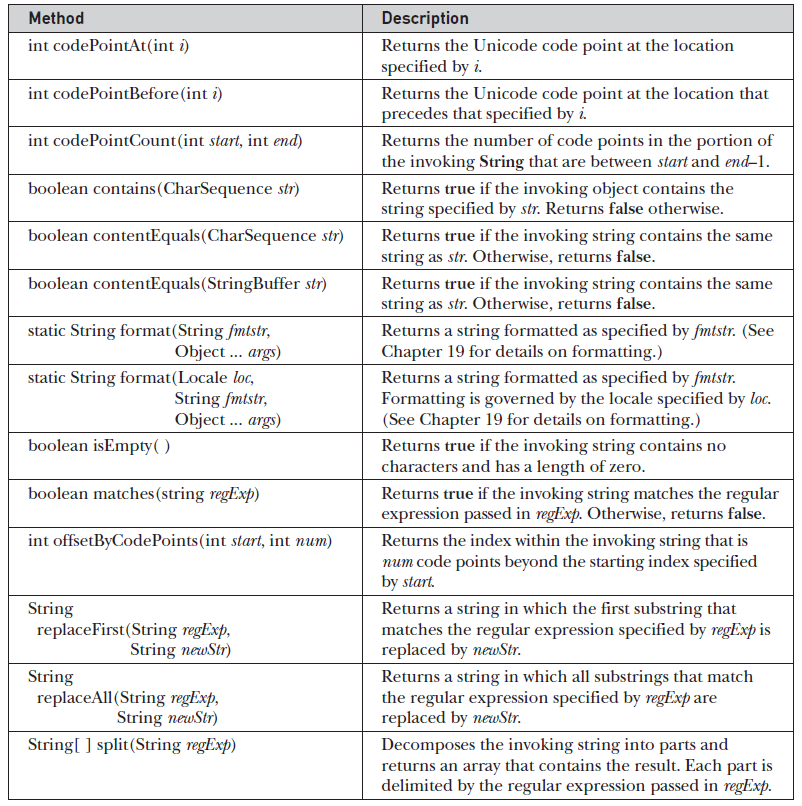 Method Description
int codePointAt(int i) Returns the Unicode code point at the location
specified by i.
int codePointBefore(int i) Returns the Unicode code point at the location that
precedes that specified by i.
int codePointCount(int start, int end) Returns the number of code points in the portion of
the invoking String that are between start and end–1.
boolean contains(CharSequence str) Returns true if the invoking object contains the
string specified by str. Returns false otherwise.
boolean contentEquals(CharSequence str) Returns true if the invoking string contains the same
string as str. Otherwise, returns false.
boolean contentEquals(StringBuffer str) Returns true if the invoking string contains the same
string as str. Otherwise, returns false.
static String format(String fmtstr, Returns a string formatted as specified by fmtstr. (See
Object ... args) Chapter 19 for details on formatting.)
static String format(Locale loc, Returns a string formatted as specified by fmtstr.
String fmtstr, Formatting is governed by the locale specified by loc.
Object ... args) (See Chapter 19 for details on formatting.)
boolean isEmpty( ) Returns true if the invoking string contains no
characters and has a length of zero.
boolean matches(string regExp) Returns true if the invoking string matches the regular
expression passed in regExp. Otherwise, returns false.
int offsetByCodePoints(int start, int num) Returns the index within the invoking string that is
num code points beyond the starting index specified
by start.
String Returns a string in which the first substring that
replaceFirst(String regExp, matches the regular expression specified by regExp is
String newStr) replaced by newStr.
String Returns a string in which all substrings that match
replaceAll(String regExp, the regular expression specified by regExp are
String newStr) replaced by newStr.
String[ ] split(String regExp) Decomposes the invoking string into parts and
returns an array that contains the result. Each part is
delimited by the regular expression passed in regExp.